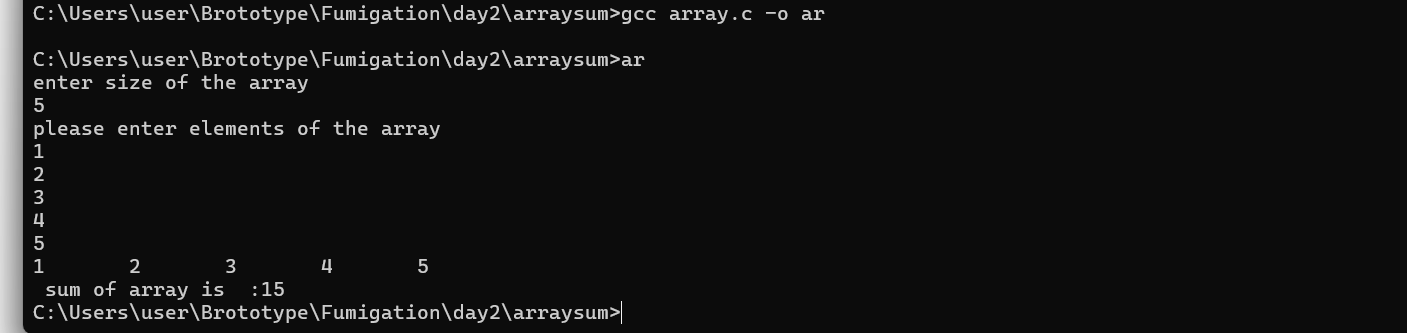 C:\Users\user\Brototype\Fumigation\day2\arraysum>gcc array.c -o ar
C:\Users\user\Brototype\Fumigation\day2\arraysum>ar
enter size of the array
5
please enter elements of the array
1
2
3
4
5
1       2       3       4       5
 sum of array is  :15
C:\Users\user\Brototype\Fumigation\day2\arraysum>